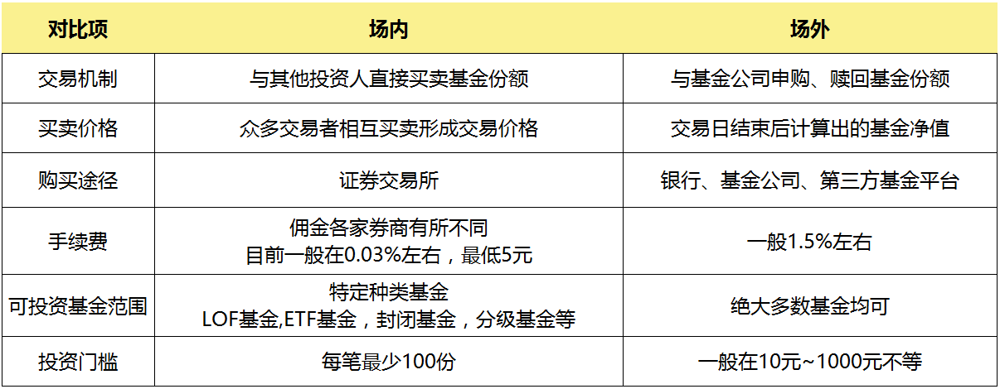 对比项 场内 场外
交易机制 与其他投资人直接买卖基金份额 与基金公司申购、赎回基金份额
买卖价格 众多交易者相互买卖形成交易价格 交易日结束后计算出的基金净值
购买途径 证券交易所 银行、基金公司、第三方基金平台
手续费 佣金各家券商有所不同
目前一般在0.03%左右，最低5元 一般1.5%左右
可投资基金范围 特定种类基金
LOF基金,ETF基金，封闭基金，分级基金等 绝大多数基金均可
投资门槛 每笔最少100份 一般在10元~1000元不等